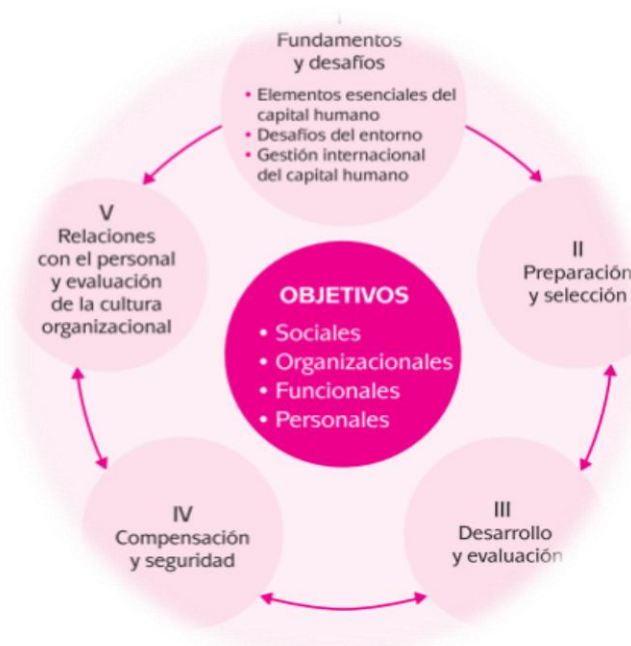 Fundamentos
y desafíos
• Elementos esenciales del
capital humano
• Desafíos del entorno
• Gestión internacional
del capital humano
V
Relaciones
con el personal
y evaluación
de la cultura
organizacional
II
Preparación
y selección
OBJETIVOS
• Sociales
• Organizacionales
• Funcionales
• Personales
IV
Compensación
y seguridad
III
Desarrollo
y evaluación